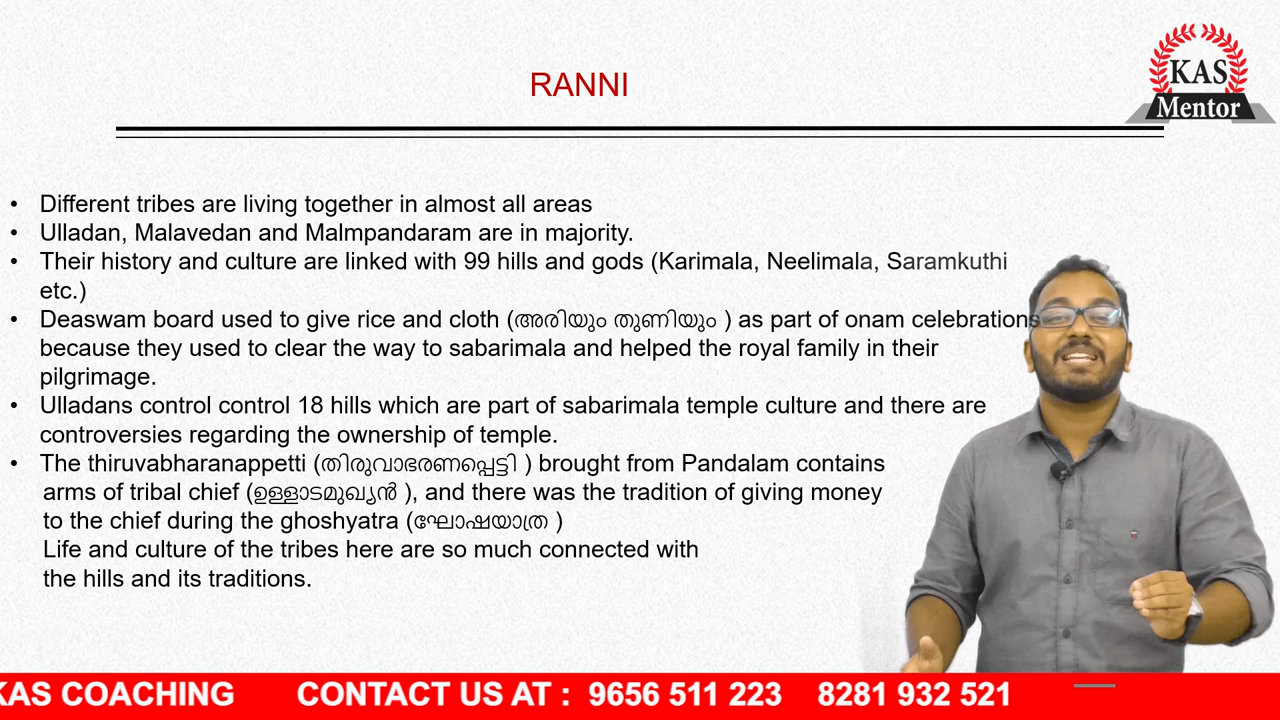 RANNI
KAS
Mentor
• Different tribes are living together in almost all areas
• Ulladan, Malavedan and Malmpandaram are in majority.
• Their history and culture are linked with 99 hills and gods (Karimala, Neelimala, Saramkuthi
etc.)
• Deaswam board used to give rice and cloth (അരിയും തുണിയും ) as part of onam celebrations
because they used to clear the way to sabarimala and helped the royal family in their
pilgrimage.
• Ulladans control control 18 hills which are part of sabarimala temple culture and there are
controversies regarding the ownership of temple.
• The thiruvabharanappetti (തിരുവാഭരണപ്പെട്ടി ) brought from Pandalam contains
arms of tribal chief (ഉള്ളാടമുഖ്യൻ ), and there was the tradition of giving money
to the chief during the ghoshyatra (ഘോഷയാത്ര )
Life and culture of the tribes here are so much connected with
the hills and its traditions.
KAS COACHING CONTACT US AT : 9656 511 223 8281 932 521